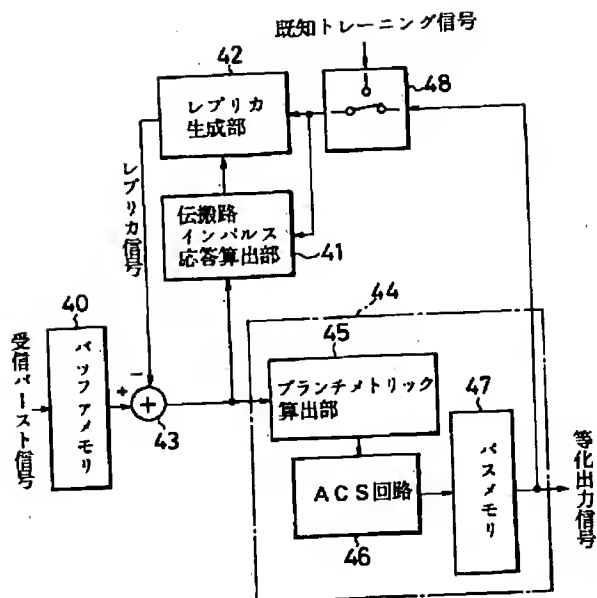 既知トレーニング信号
42
レプリカ
生成部
48
レプリカ信号
伝搬路
インパルス
応答算出部
41
44
40
受信バースト信号
バッファメモリ
－
＋
＋
43
45
ブランチメトリック
算出部
47
パスメモリ
等化出力信号
ACS回路
46